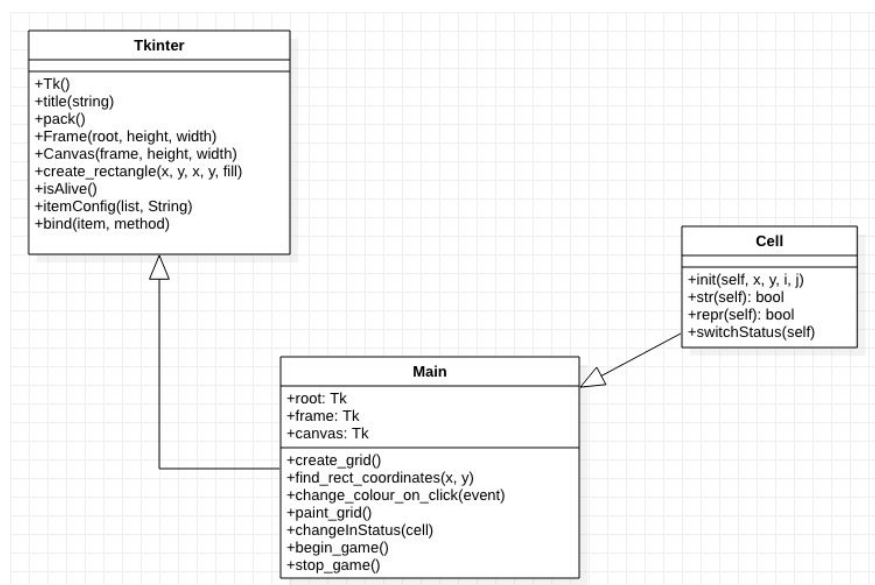 Tkinter
+Tk()
+title(string)
+pack()
+Frame(root, height, width)
+Canvas(frame, height, width)
+create_rectangle(x, y, x, y, fill)
+isAlive()
+itemConfig(list, String)
+bind(item, method)
Cell
+init(self, x, y, i, j)
+str(self): bool
+repr(self): bool
+switchStatus(self)
Main
+root: Tk
+frame: Tk
+canvas: Tk
+create_grid()
+find_rect_coordinates(x, y)
+change_colour_on_click(event)
+paint_grid()
+changeInStatus(cell)
+begin_game()
+stop_game()